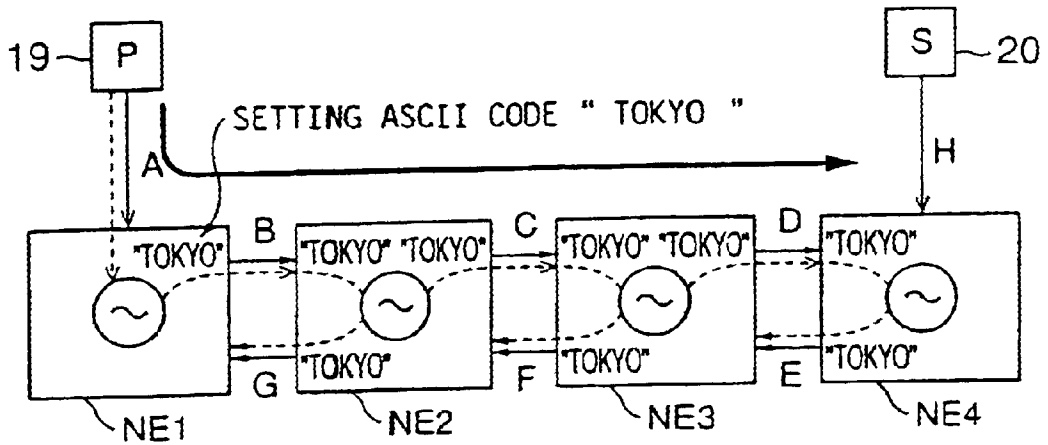 19 P S 20
SETTING ASCII CODE " TOKYO "
A H
B C D
"TOKYO" "TOKYO" "TOKYO" "TOKYO" "TOKYO" "TOKYO"
"TOKYO" "TOKYO" "TOKYO"
G F E
NE1 NE2 NE3 NE4